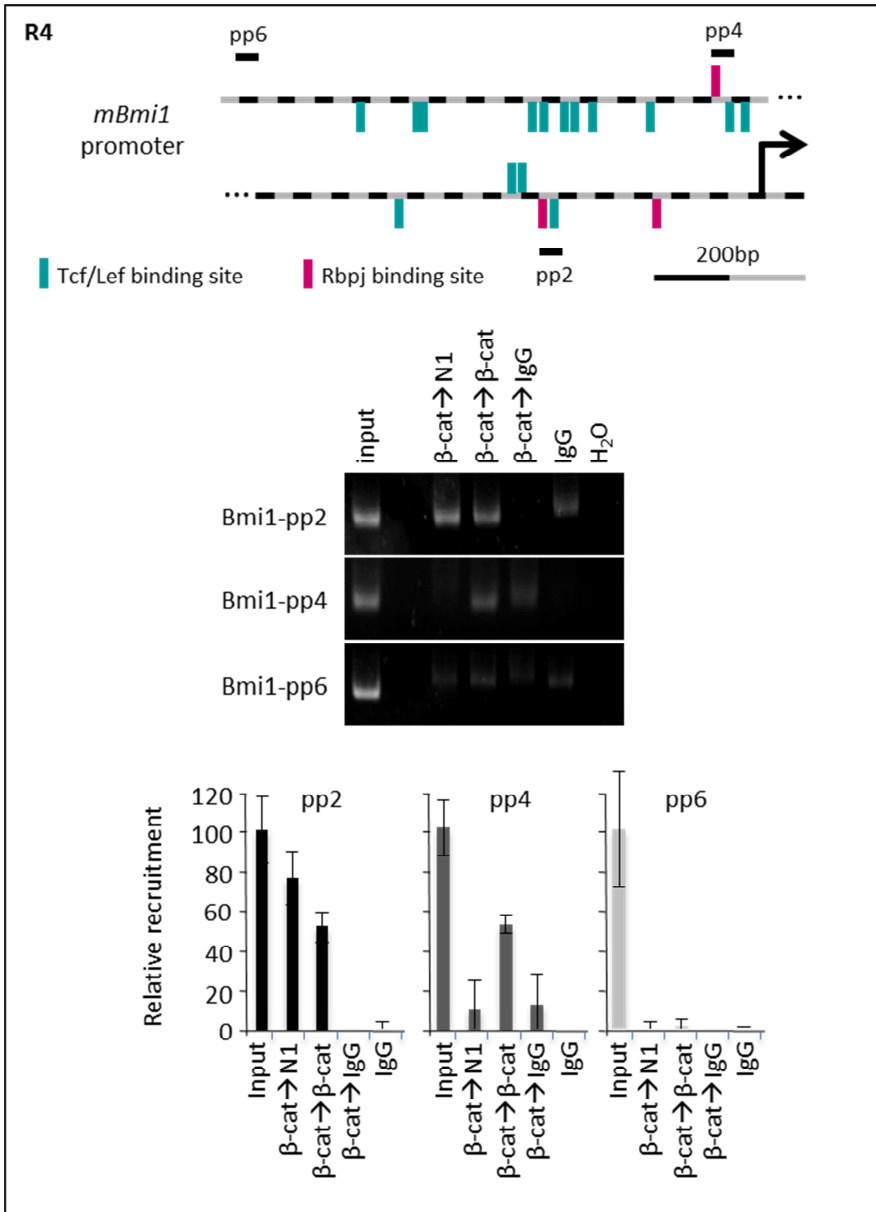 R4
pp6
pp4
mBmi1
promoter
...
...
Tcf/Lef binding site
Rbpj binding site
pp2
200bp
input
β-cat→N1
β-cat→β-cat
β-cat→IgG
IgG
H₂O
Bmi1-pp2
Bmi1-pp4
Bmi1-pp6
Relative recruitment
120
100
80
60
40
20
0
pp2
pp4
pp6
Input
β-cat→N1
β-cat→β-cat
β-cat→IgG
IgG
Input
β-cat→N1
β-cat→β-cat
β-cat→IgG
IgG
Input
β-cat→N1
β-cat→β-cat
β-cat→IgG
IgG